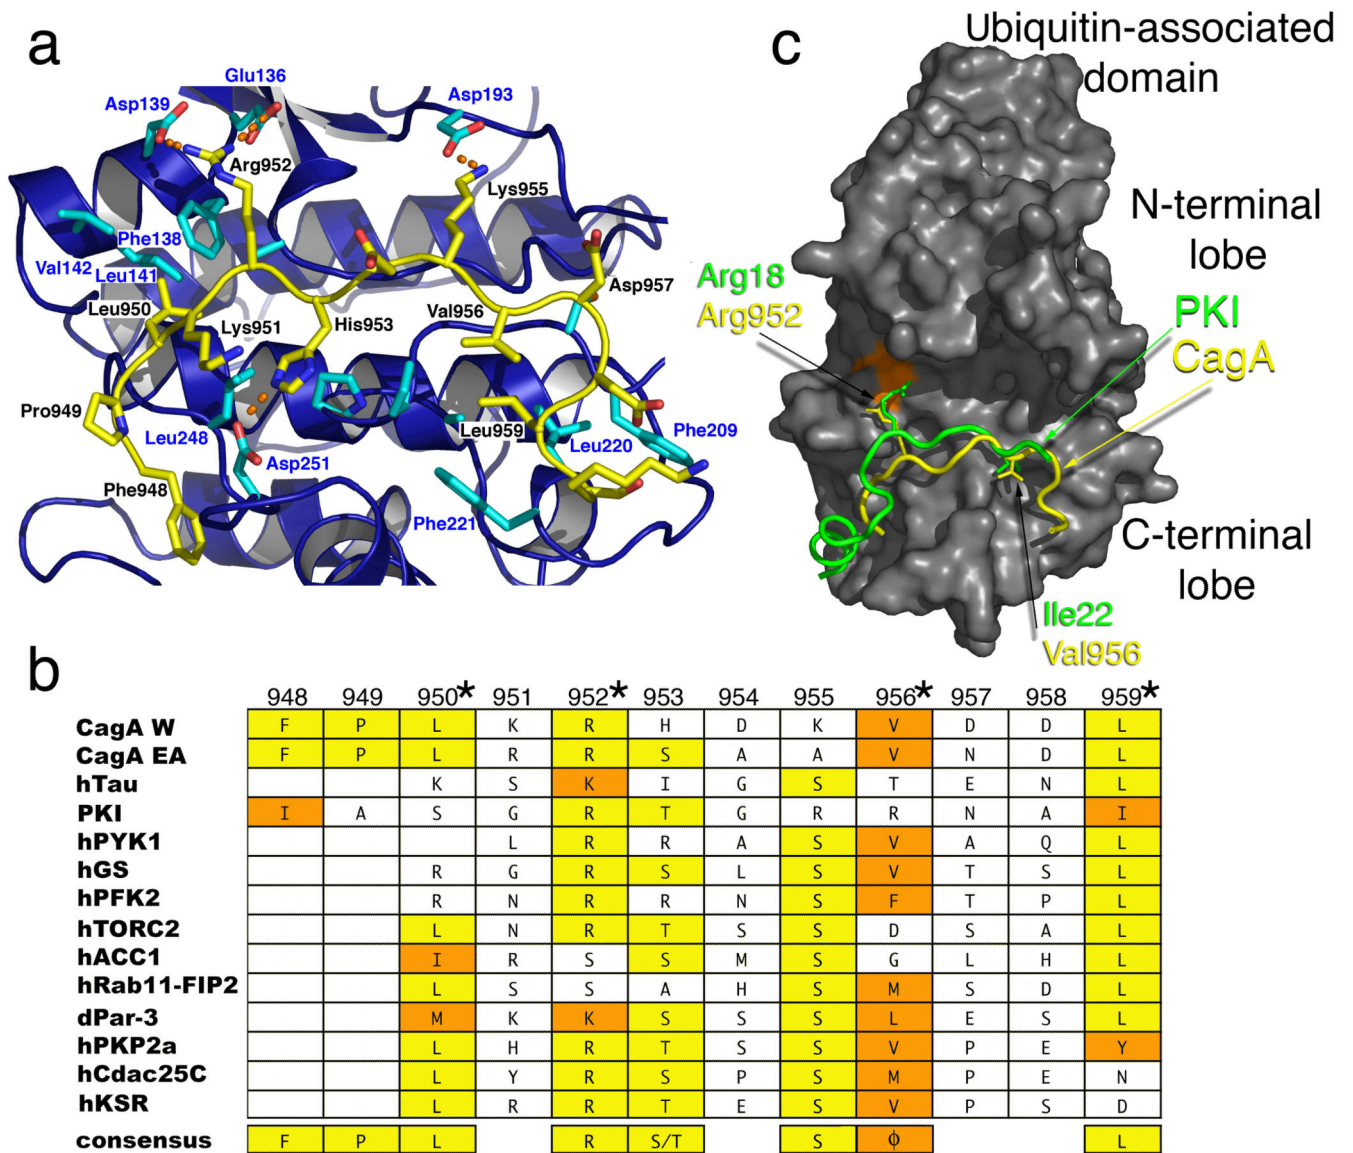 a
Glu136
Asp139
Asp193
Arg952
Lys955
Phe138
Val142
Leu141
Asp957
Leu950
Lys951
His953
Val956
Pro949
Leu248
Leu959
Leu220
Phe209
Asp251
Phe948
Phe221
c
Ubiquitin-associated
domain
N-terminal
lobe
Arg18
Arg952
PKI
CagA
C-terminal
lobe
Ile22
Val956
b
948 949 950* 951 952* 953 954 955 956* 957 958 959*
CagA W F P L K R H D K V D D L
CagA EA F P L R R S A A V N D L
hTau K S K I G S T E N L
PKI I A S G R T G R R N A I
hPYK1 L R R A S V A Q L
hGS R G R S L S V T S L
hPFK2 R N R R N S F T P L
hTORC2 L N R T S S D S A L
hACC1 I R S S M S G L H L
hRab11-FIP2 L S S A H S M S D L
dPar-3 M K K S S S L E S L
hPKP2a L H R T S S V P E Y
hCdac25C L Y R S P S M P E N
hKSR L R R T E S V P S D
consensus F P L R S/T S ϕ L